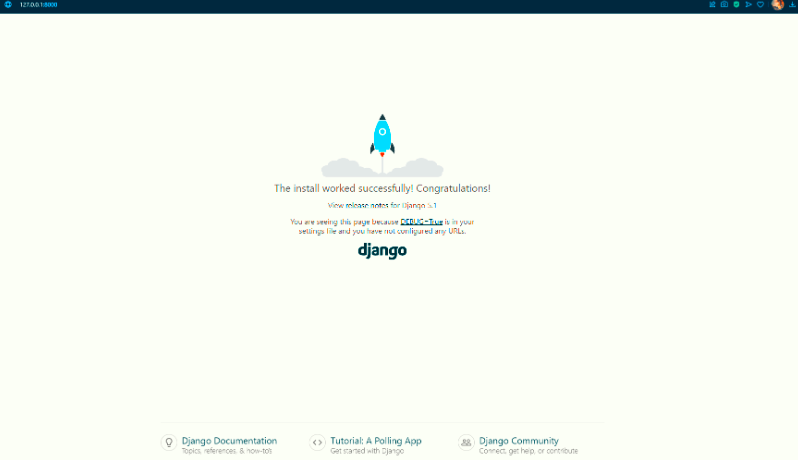 127.0.0.1:8000
The install worked successfully! Congratulations!
View release notes for Django 5.1
You are seeing this page because DEBUG=True is in your
settings file and you have not configured any URLs.
django
Django Documentation
Topics, references, & how-to's
Tutorial: A Polling App
Get started with Django
Django Community
Connect, get help, or contribute